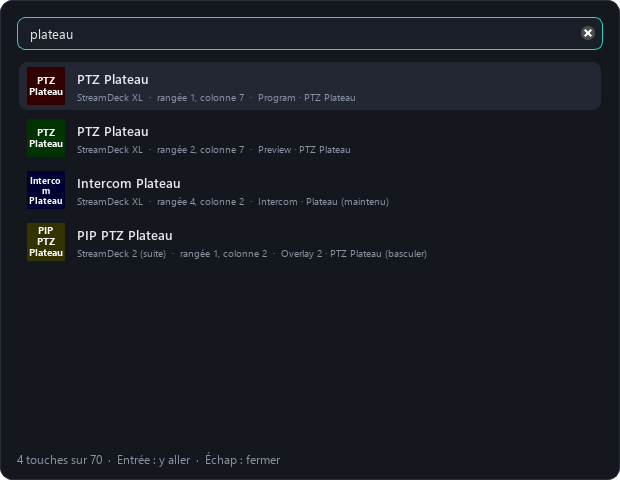 plateau
PTZ
Plateau
PTZ Plateau
StreamDeck XL · rangée 1, colonne 7 · Program · PTZ Plateau
PTZ
Plateau
PTZ Plateau
StreamDeck XL · rangée 2, colonne 7 · Preview · PTZ Plateau
Interco
m
Plateau
Intercom Plateau
StreamDeck XL · rangée 4, colonne 2 · Intercom · Plateau (maintenu)
PIP
PTZ
Plateau
PIP PTZ Plateau
StreamDeck 2 (suite) · rangée 1, colonne 2 · Overlay 2 · PTZ Plateau (basculer)
4 touches sur 70 · Entrée : y aller · Échap : fermer